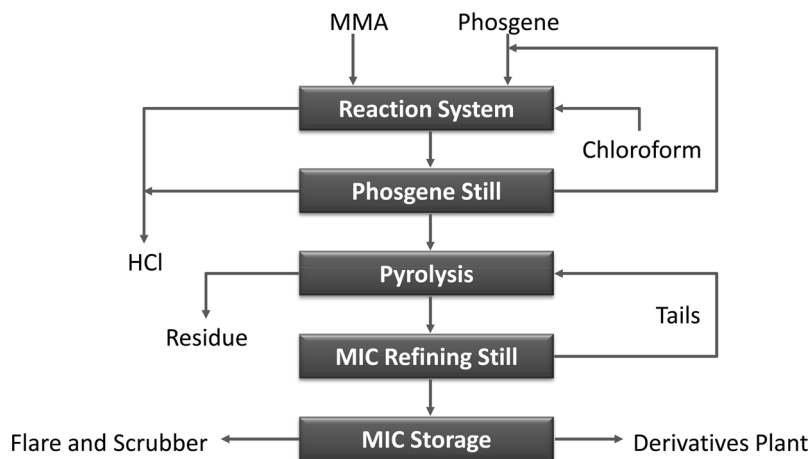 MMA
Phosgene
Reaction System
Chloroform
Phosgene Still
HCl
Pyrolysis
Residue
Tails
MIC Refining Still
Flare and Scrubber
MIC Storage
Derivatives Plant